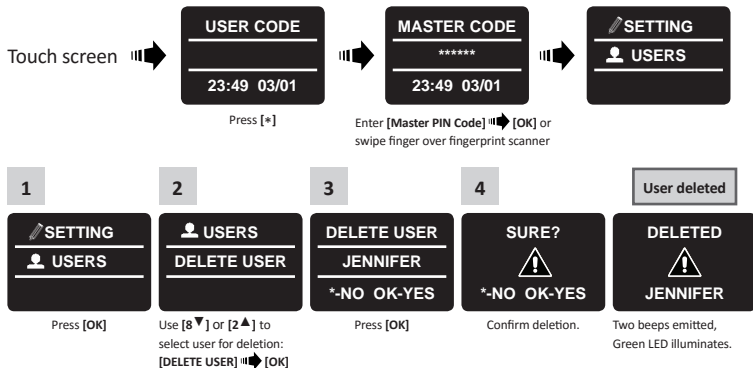 USER CODE
23:49 03/01
MASTER CODE
******
23:49 03/01
SETTING
USERS
Touch screen
Press [*]
Enter [Master PIN Code] [OK] or
swipe finger over fingerprint scanner
1
2
3
4
User deleted
SETTING
USERS
USERS
DELETE USER
DELETE USER
JENNIFER
*-NO OK-YES
SURE?
*-NO OK-YES
DELETED
JENNIFER
Press [OK]
Use [8▼] or [2▲] to
select user for deletion:
[DELETE USER] [OK]
Press [OK]
Confirm deletion.
Two beeps emitted,
Green LED illuminates.